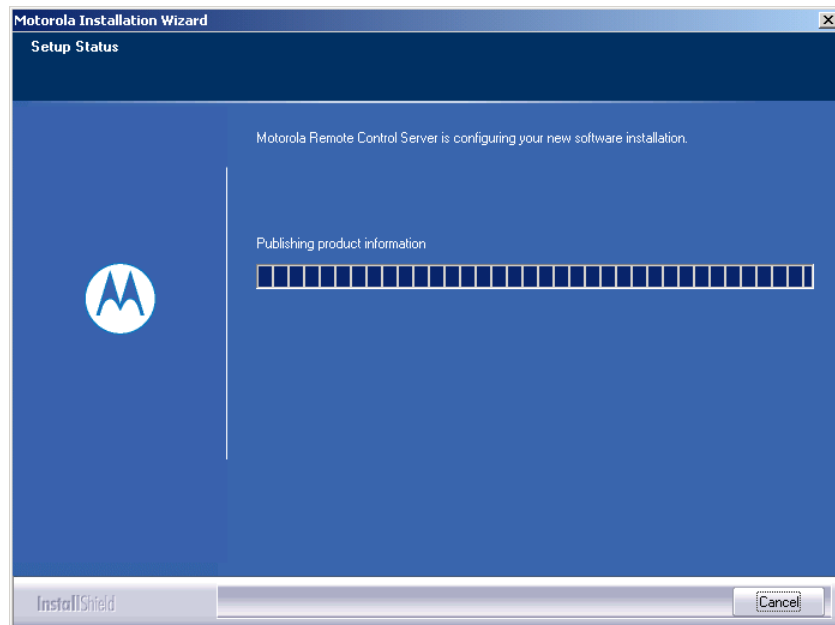 Motorola Installation Wizard
Setup Status
Motorola Remote Control Server is configuring your new software installation.
Publishing product information
InstallShield
Cancel